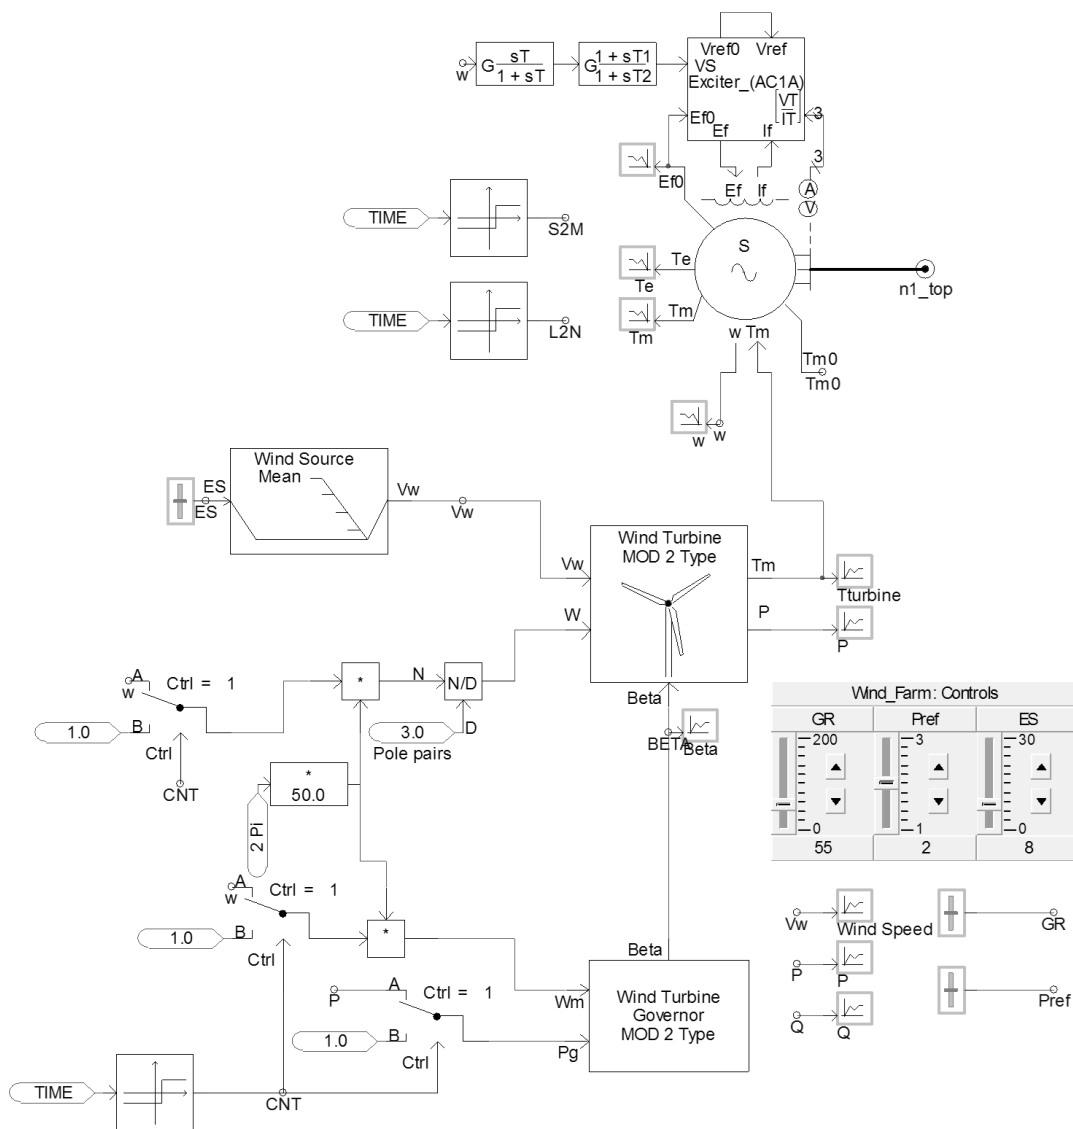 Vref0 Vref
VS
Exciter_(AC1A)
w
G sT
1 + sT
G 1 + sT1
1 + sT2
Ef0
VT
IT
3
Ef If
3
Ef0
Ef If
A
V
TIME
S2M
S
Te
Te
n1_top
TIME
L2N
Tm
Tm
w Tm
Tm0
Tm0
w w
Wind Source
Mean
ES
ES
Vw
Vw
Wind Turbine
MOD 2 Type
Vw
Tm
Tturbine
W
P
P
A
w
Ctrl = 1
*
N
N/D
Beta
1.0
B
3.0
D
Pole pairs
Ctrl
BETA
Beta
CNT
*
50.0
2 Pi
Wind_Farm: Controls
GR Pref ES
200 3 30
0 1 0
55 2 8
A
w
Ctrl = 1
1.0
B
*
Ctrl
Vw
Wind Speed
GR
Beta
P
P
Pref
A
P
Ctrl = 1
Wm
Wind Turbine
Governor
MOD 2 Type
Q
Q
1.0
B
Pg
Ctrl
TIME
CNT